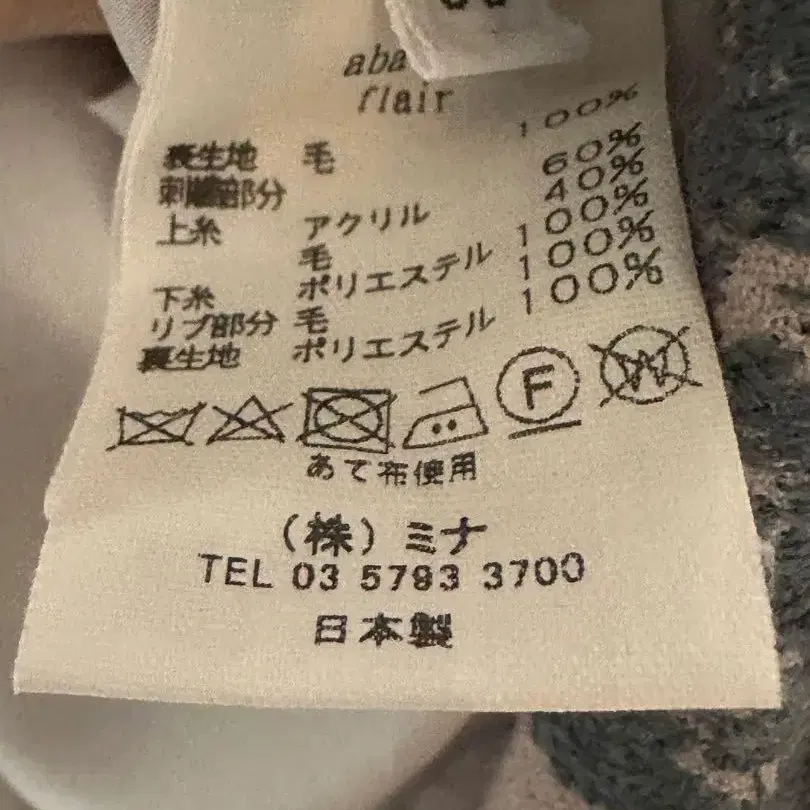 aba
flair
表生地 毛 100%
刺繍部分
上糸 アクリル 60%
毛 40%
下糸 ポリエステル 100%
リブ部分 毛 100%
裏生地 ポリエステル 100%
F W
あて布使用
(株)ミナ
TEL 03 5793 3700
日本製